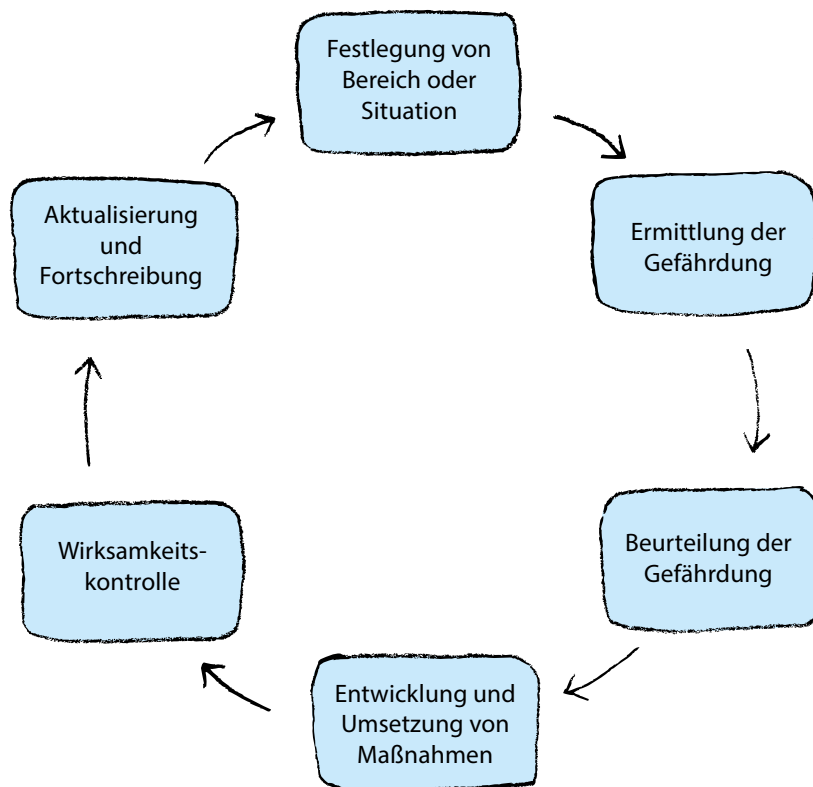 Festlegung von
Bereich oder
Situation
Ermittlung der
Gefährdung
Beurteilung der
Gefährdung
Entwicklung und
Umsetzung von
Maßnahmen
Wirksamkeits-
kontrolle
Aktualisierung
und
Fortschreibung